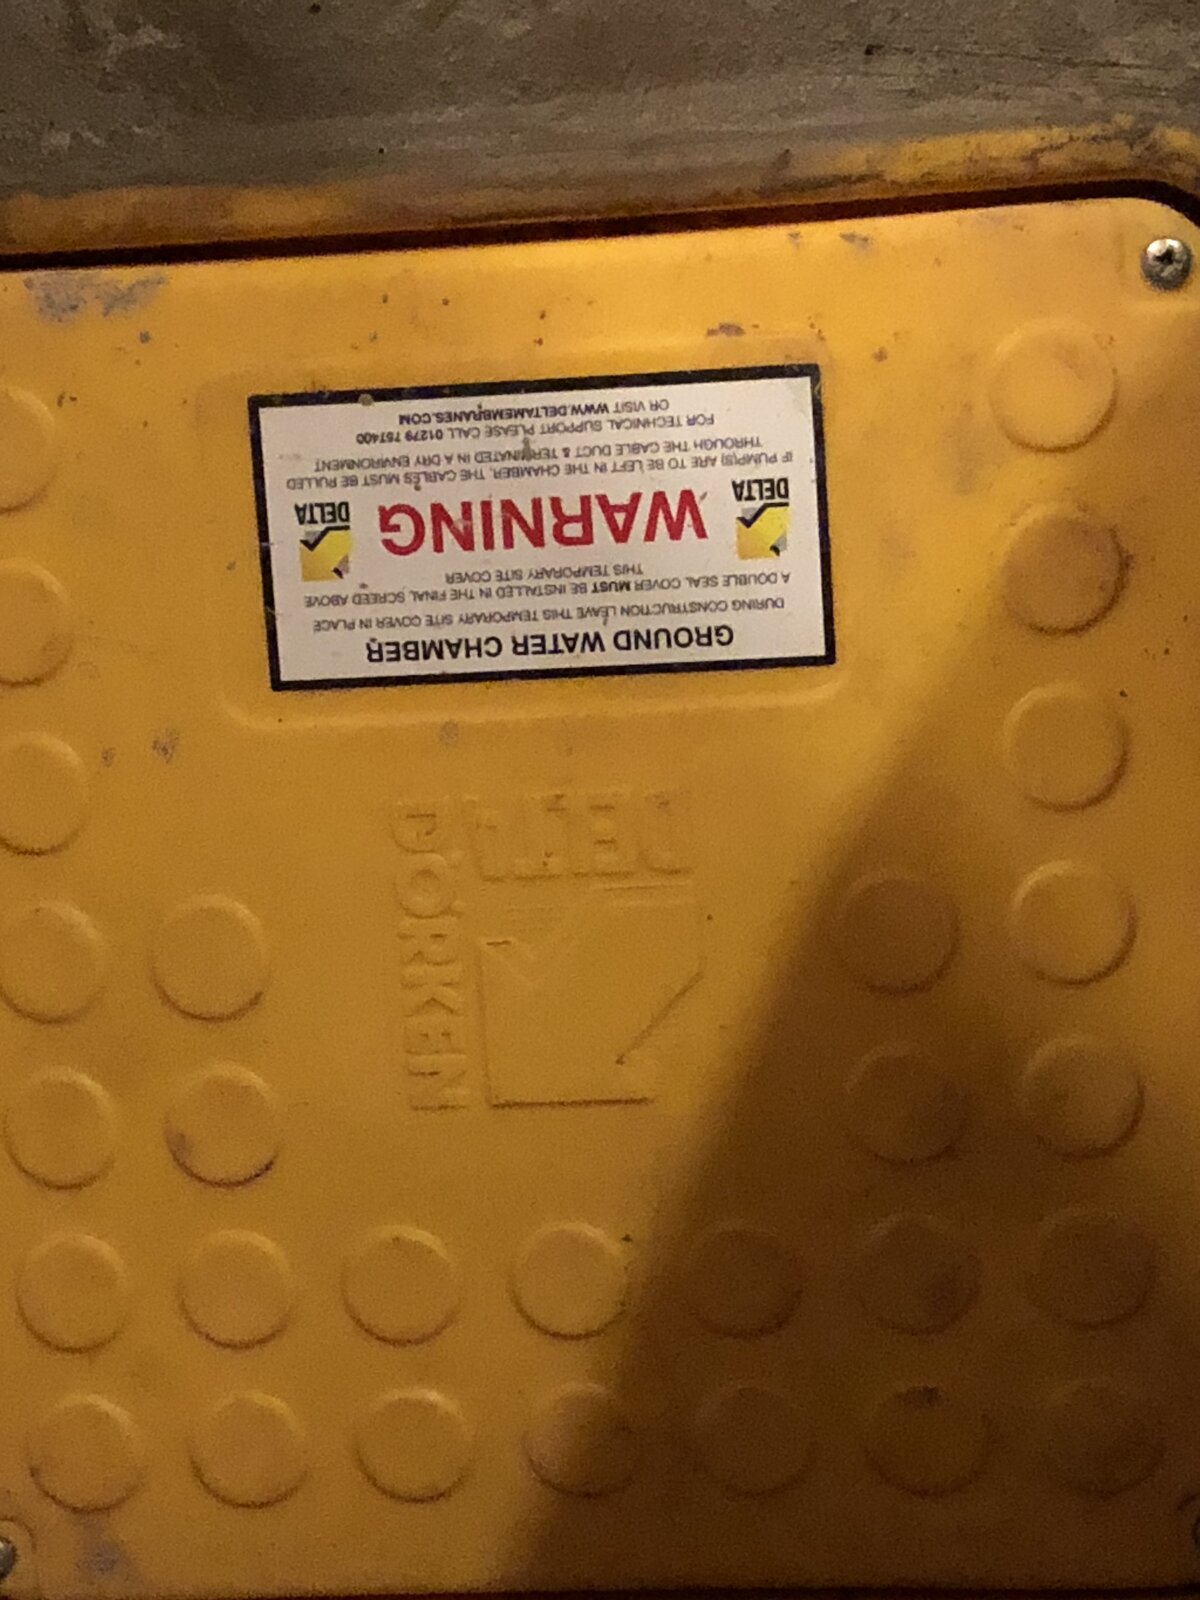 GROUND WATER CHAMBER
DURING CONSTRUCTION LEAVE THIS TEMPORARY SITE COVER IN PLACE
A DOUBLE SEAL COVER MUST BE INSTALLED IN THE FINAL SCREED ABOVE
THIS TEMPORARY SITE COVER
DELTA
WARNING
DELTA
IF PUMP(S) ARE TO BE LEFT IN THE CHAMBER, THE CABLES MUST BE PULLED
THROUGH THE CABLE DUCT & TERMINATED IN A DRY ENVIRONMENT
FOR TECHNICAL SUPPORT PLEASE CALL 01279 757400
OR VISIT WWW.DELTAMEMBRANES.COM
DÖRKEN
DELTA